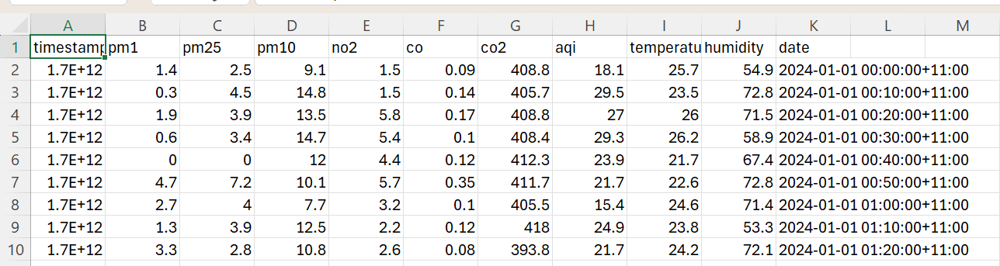 A B C D E F G H I J K L M
1 timestamp pm1 pm25 pm10 no2 co co2 aqi temperatu humidity date
2 1.7E+12 1.4 2.5 9.1 1.5 0.09 408.8 18.1 25.7 54.9 2024-01-01 00:00:00+11:00
3 1.7E+12 0.3 4.5 14.8 1.5 0.14 405.7 29.5 23.5 72.8 2024-01-01 00:10:00+11:00
4 1.7E+12 1.9 3.9 13.5 5.8 0.17 408.8 27 26 71.5 2024-01-01 00:20:00+11:00
5 1.7E+12 0.6 3.4 14.7 5.4 0.1 408.4 29.3 26.2 58.9 2024-01-01 00:30:00+11:00
6 1.7E+12 0 0 12 4.4 0.12 412.3 23.9 21.7 67.4 2024-01-01 00:40:00+11:00
7 1.7E+12 4.7 7.2 10.1 5.7 0.35 411.7 21.7 22.6 72.8 2024-01-01 00:50:00+11:00
8 1.7E+12 2.7 4 7.7 3.2 0.1 405.5 15.4 24.6 71.4 2024-01-01 01:00:00+11:00
9 1.7E+12 1.3 3.9 12.5 2.2 0.12 418 24.9 23.8 53.3 2024-01-01 01:10:00+11:00
10 1.7E+12 3.3 2.8 10.8 2.6 0.08 393.8 21.7 24.2 72.1 2024-01-01 01:20:00+11:00